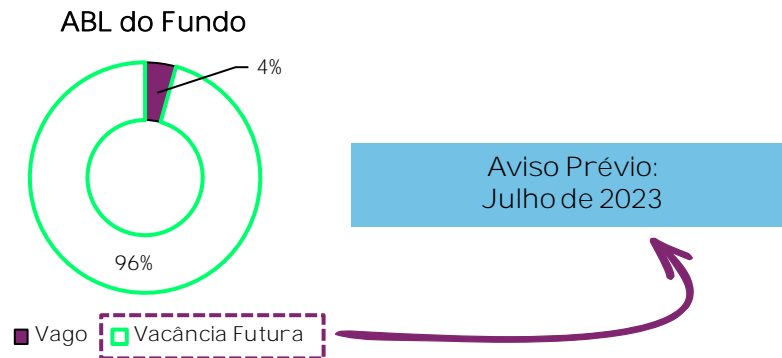 ABL do Fundo
4%
Aviso Prévio:
Julho de 2023
96%
Vago
Vacância Futura